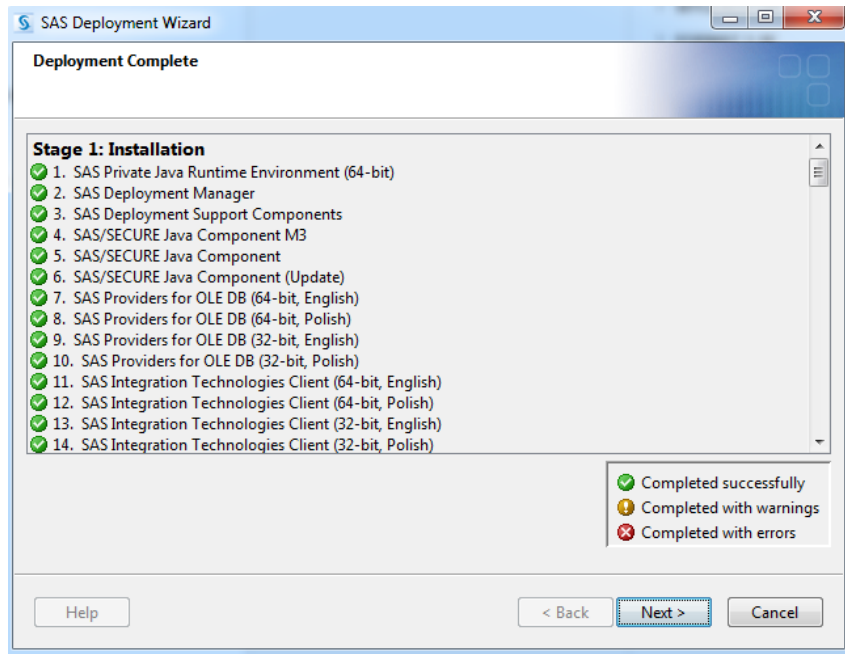 SAS Deployment Wizard
Deployment Complete
Stage 1: Installation
1. SAS Private Java Runtime Environment (64-bit)
2. SAS Deployment Manager
3. SAS Deployment Support Components
4. SAS/SECURE Java Component M3
5. SAS/SECURE Java Component
6. SAS/SECURE Java Component (Update)
7. SAS Providers for OLE DB (64-bit, English)
8. SAS Providers for OLE DB (64-bit, Polish)
9. SAS Providers for OLE DB (32-bit, English)
10. SAS Providers for OLE DB (32-bit, Polish)
11. SAS Integration Technologies Client (64-bit, English)
12. SAS Integration Technologies Client (64-bit, Polish)
13. SAS Integration Technologies Client (32-bit, English)
14. SAS Integration Technologies Client (32-bit, Polish)
Completed successfully
Completed with warnings
Completed with errors
Help
< Back
Next >
Cancel